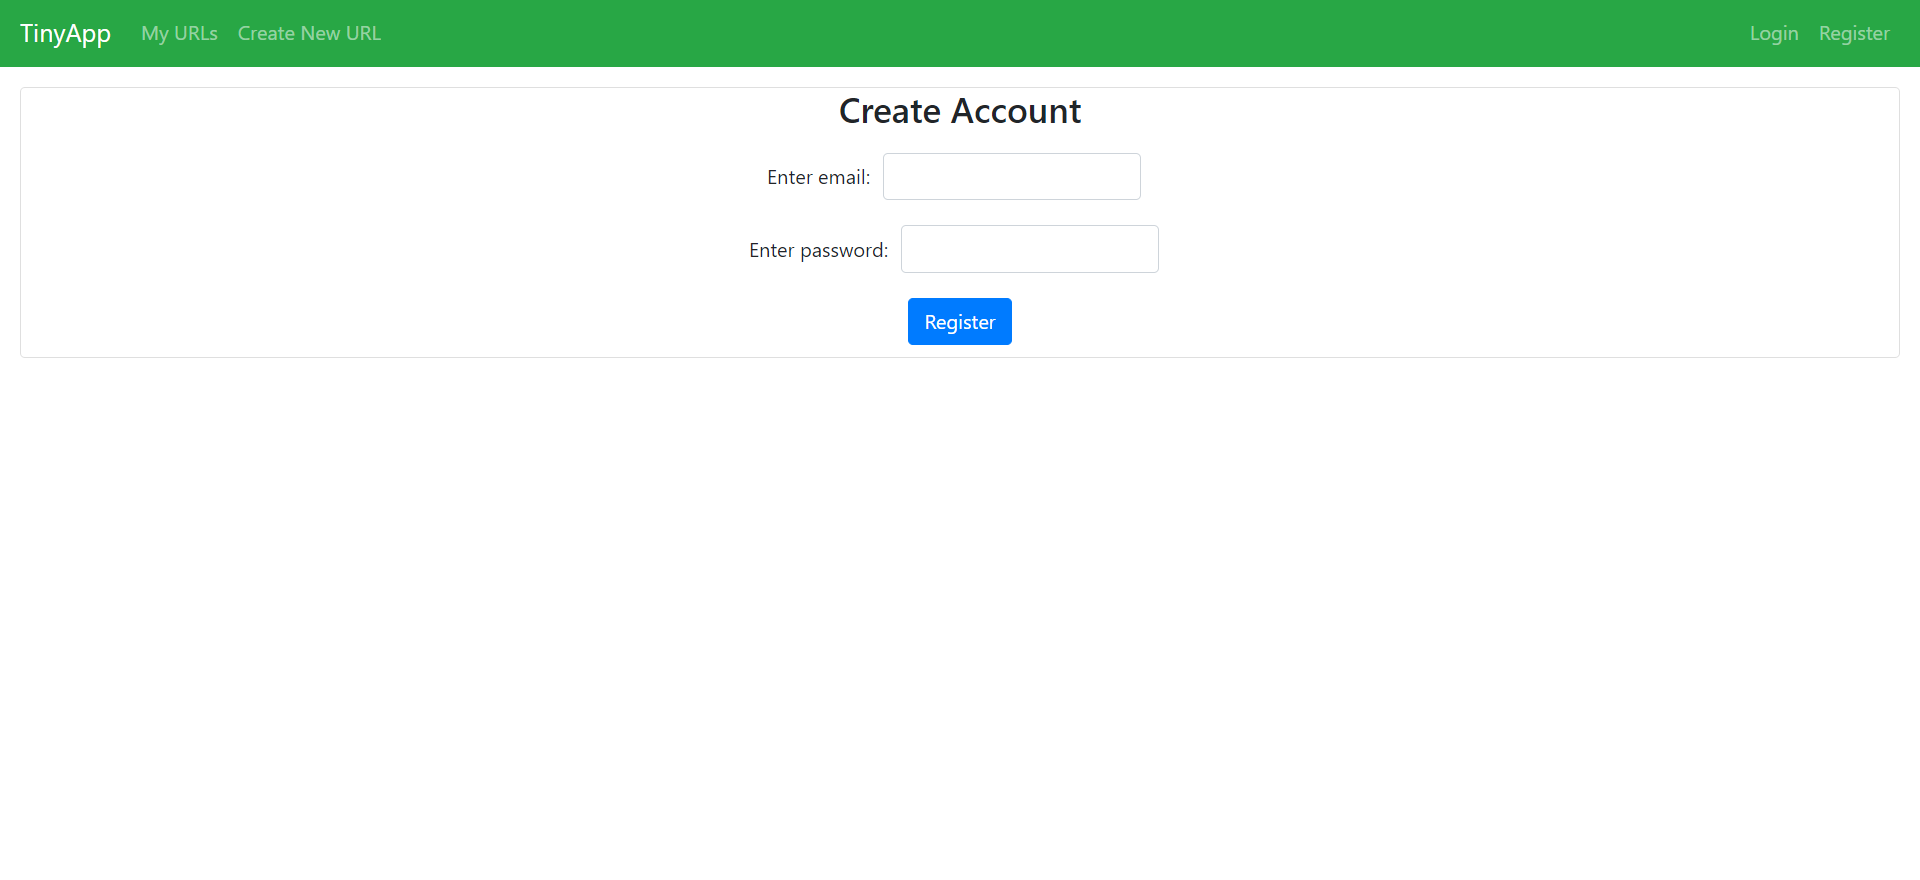 TinyApp My URLs Create New URL Login Register
Create Account
Enter email:
Enter password:
Register